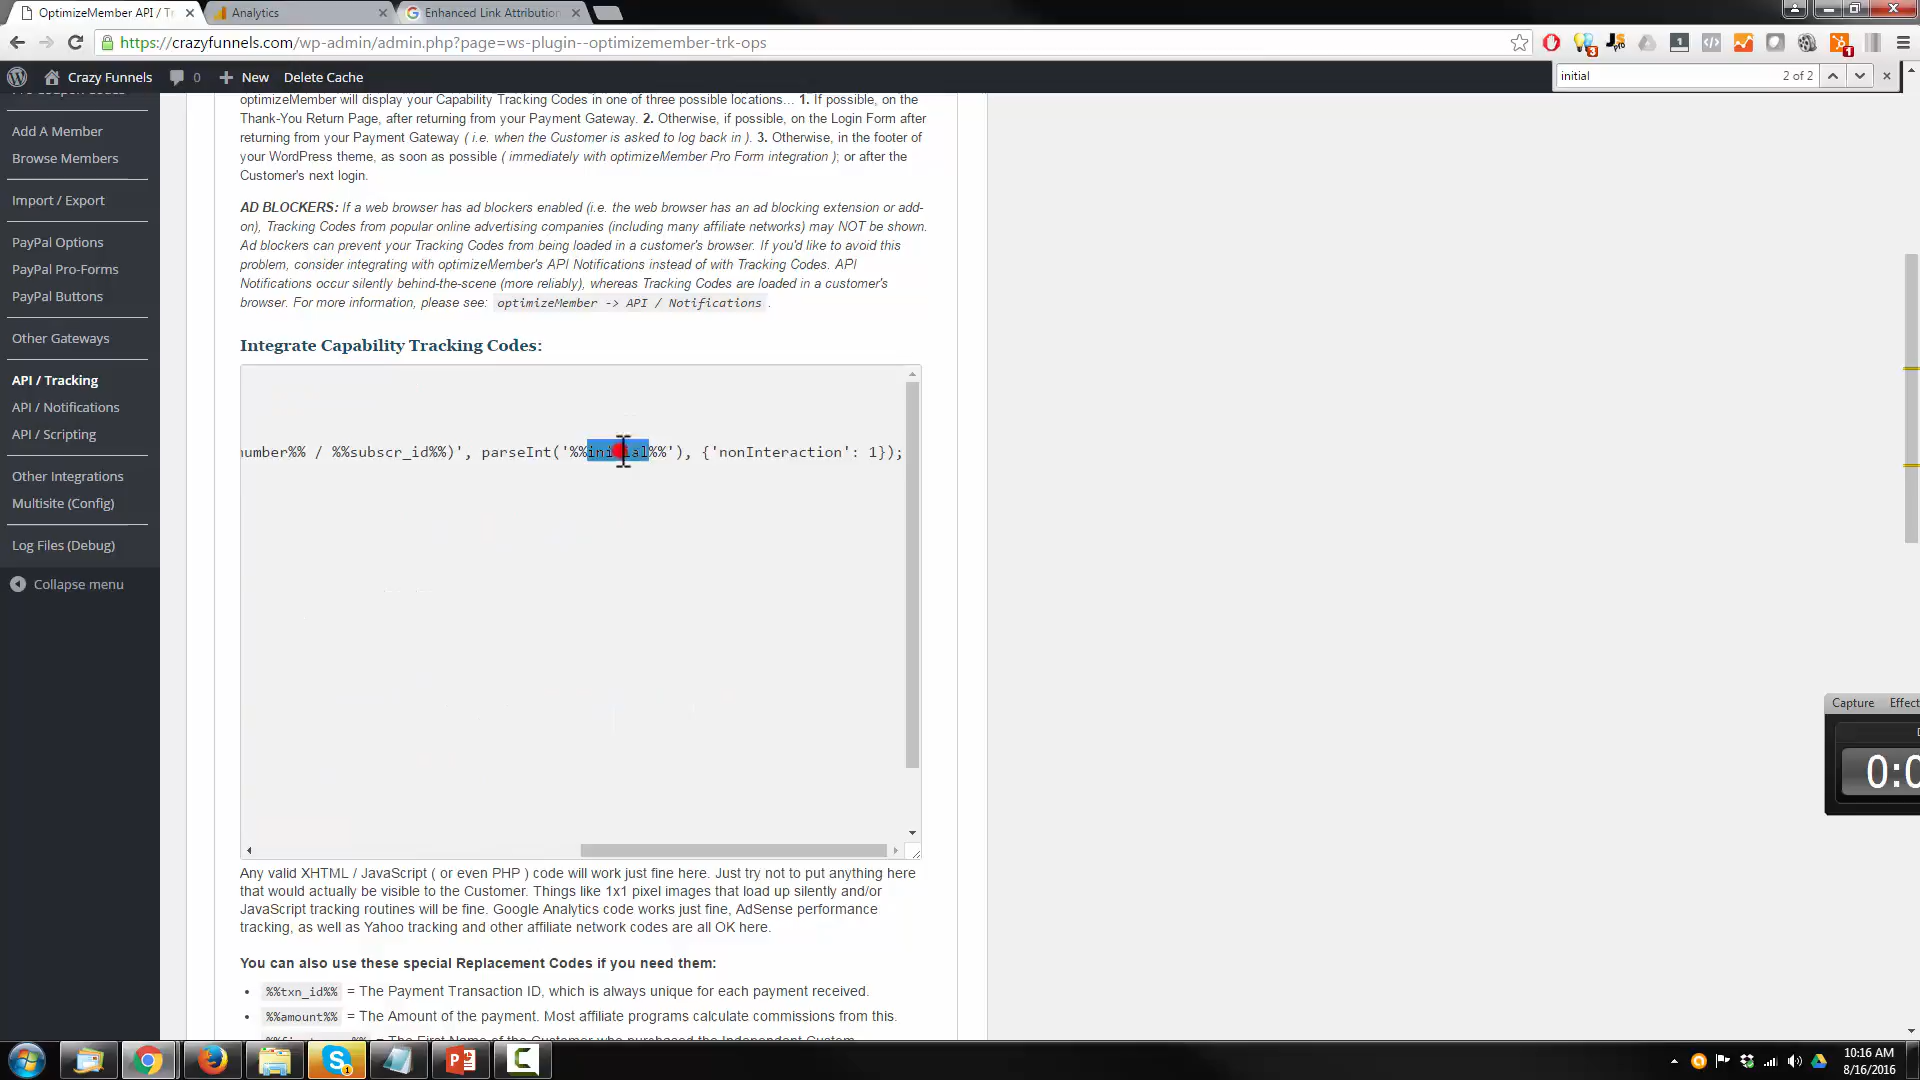 OptimizeMember API / Tr
Analytics
Enhanced Link Attribution
https://crazyfunnels.com/wp-admin/admin.php?page=ws-plugin--optimizemember-trk-ops
Crazy Funnels
0
New
Delete Cache
initial
2 of 2
Add A Member
Browse Members
Import / Export
PayPal Options
PayPal Pro-Forms
PayPal Buttons
Other Gateways
API / Tracking
API / Notifications
API / Scripting
Other Integrations
Multisite (Config)
Log Files (Debug)
Collapse menu
optimizeMember will display your Capability Tracking Codes in one of three possible locations... 1. If possible, on the
Thank-You Return Page, after returning from your Payment Gateway. 2. Otherwise, if possible, on the Login Form after
returning from your Payment Gateway ( i.e. when the Customer is asked to log back in ). 3. Otherwise, in the footer of
your WordPress theme, as soon as possible ( immediately with optimizeMember Pro Form integration ); or after the
Customer's next login.
AD BLOCKERS: If a web browser has ad blockers enabled (i.e. the web browser has an ad blocking extension or add-
on), Tracking Codes from popular online advertising companies (including many affiliate networks) may NOT be shown.
Ad blockers can prevent your Tracking Codes from being loaded in a customer's browser. If you'd like to avoid this
problem, consider integrating with optimizeMember's API Notifications instead of with Tracking Codes. API
Notifications occur silently behind-the-scene (more reliably), whereas Tracking Codes are loaded in a customer's
browser. For more information, please see: optimizeMember -> API / Notifications .
Integrate Capability Tracking Codes:
umber%% / %%subscr_id%%)', parseInt('%%initial%%'), {'nonInteraction': 1});
Any valid XHTML / JavaScript ( or even PHP ) code will work just fine here. Just try not to put anything here
that would actually be visible to the Customer. Things like 1x1 pixel images that load up silently and/or
JavaScript tracking routines will be fine. Google Analytics code works just fine, AdSense performance
tracking, as well as Yahoo tracking and other affiliate network codes are all OK here.
You can also use these special Replacement Codes if you need them:
• %%txn_id%% = The Payment Transaction ID, which is always unique for each payment received.
• %%amount%% = The Amount of the payment. Most affiliate programs calculate commissions from this.
Capture
Effect
0:0
10:16 AM
8/16/2016